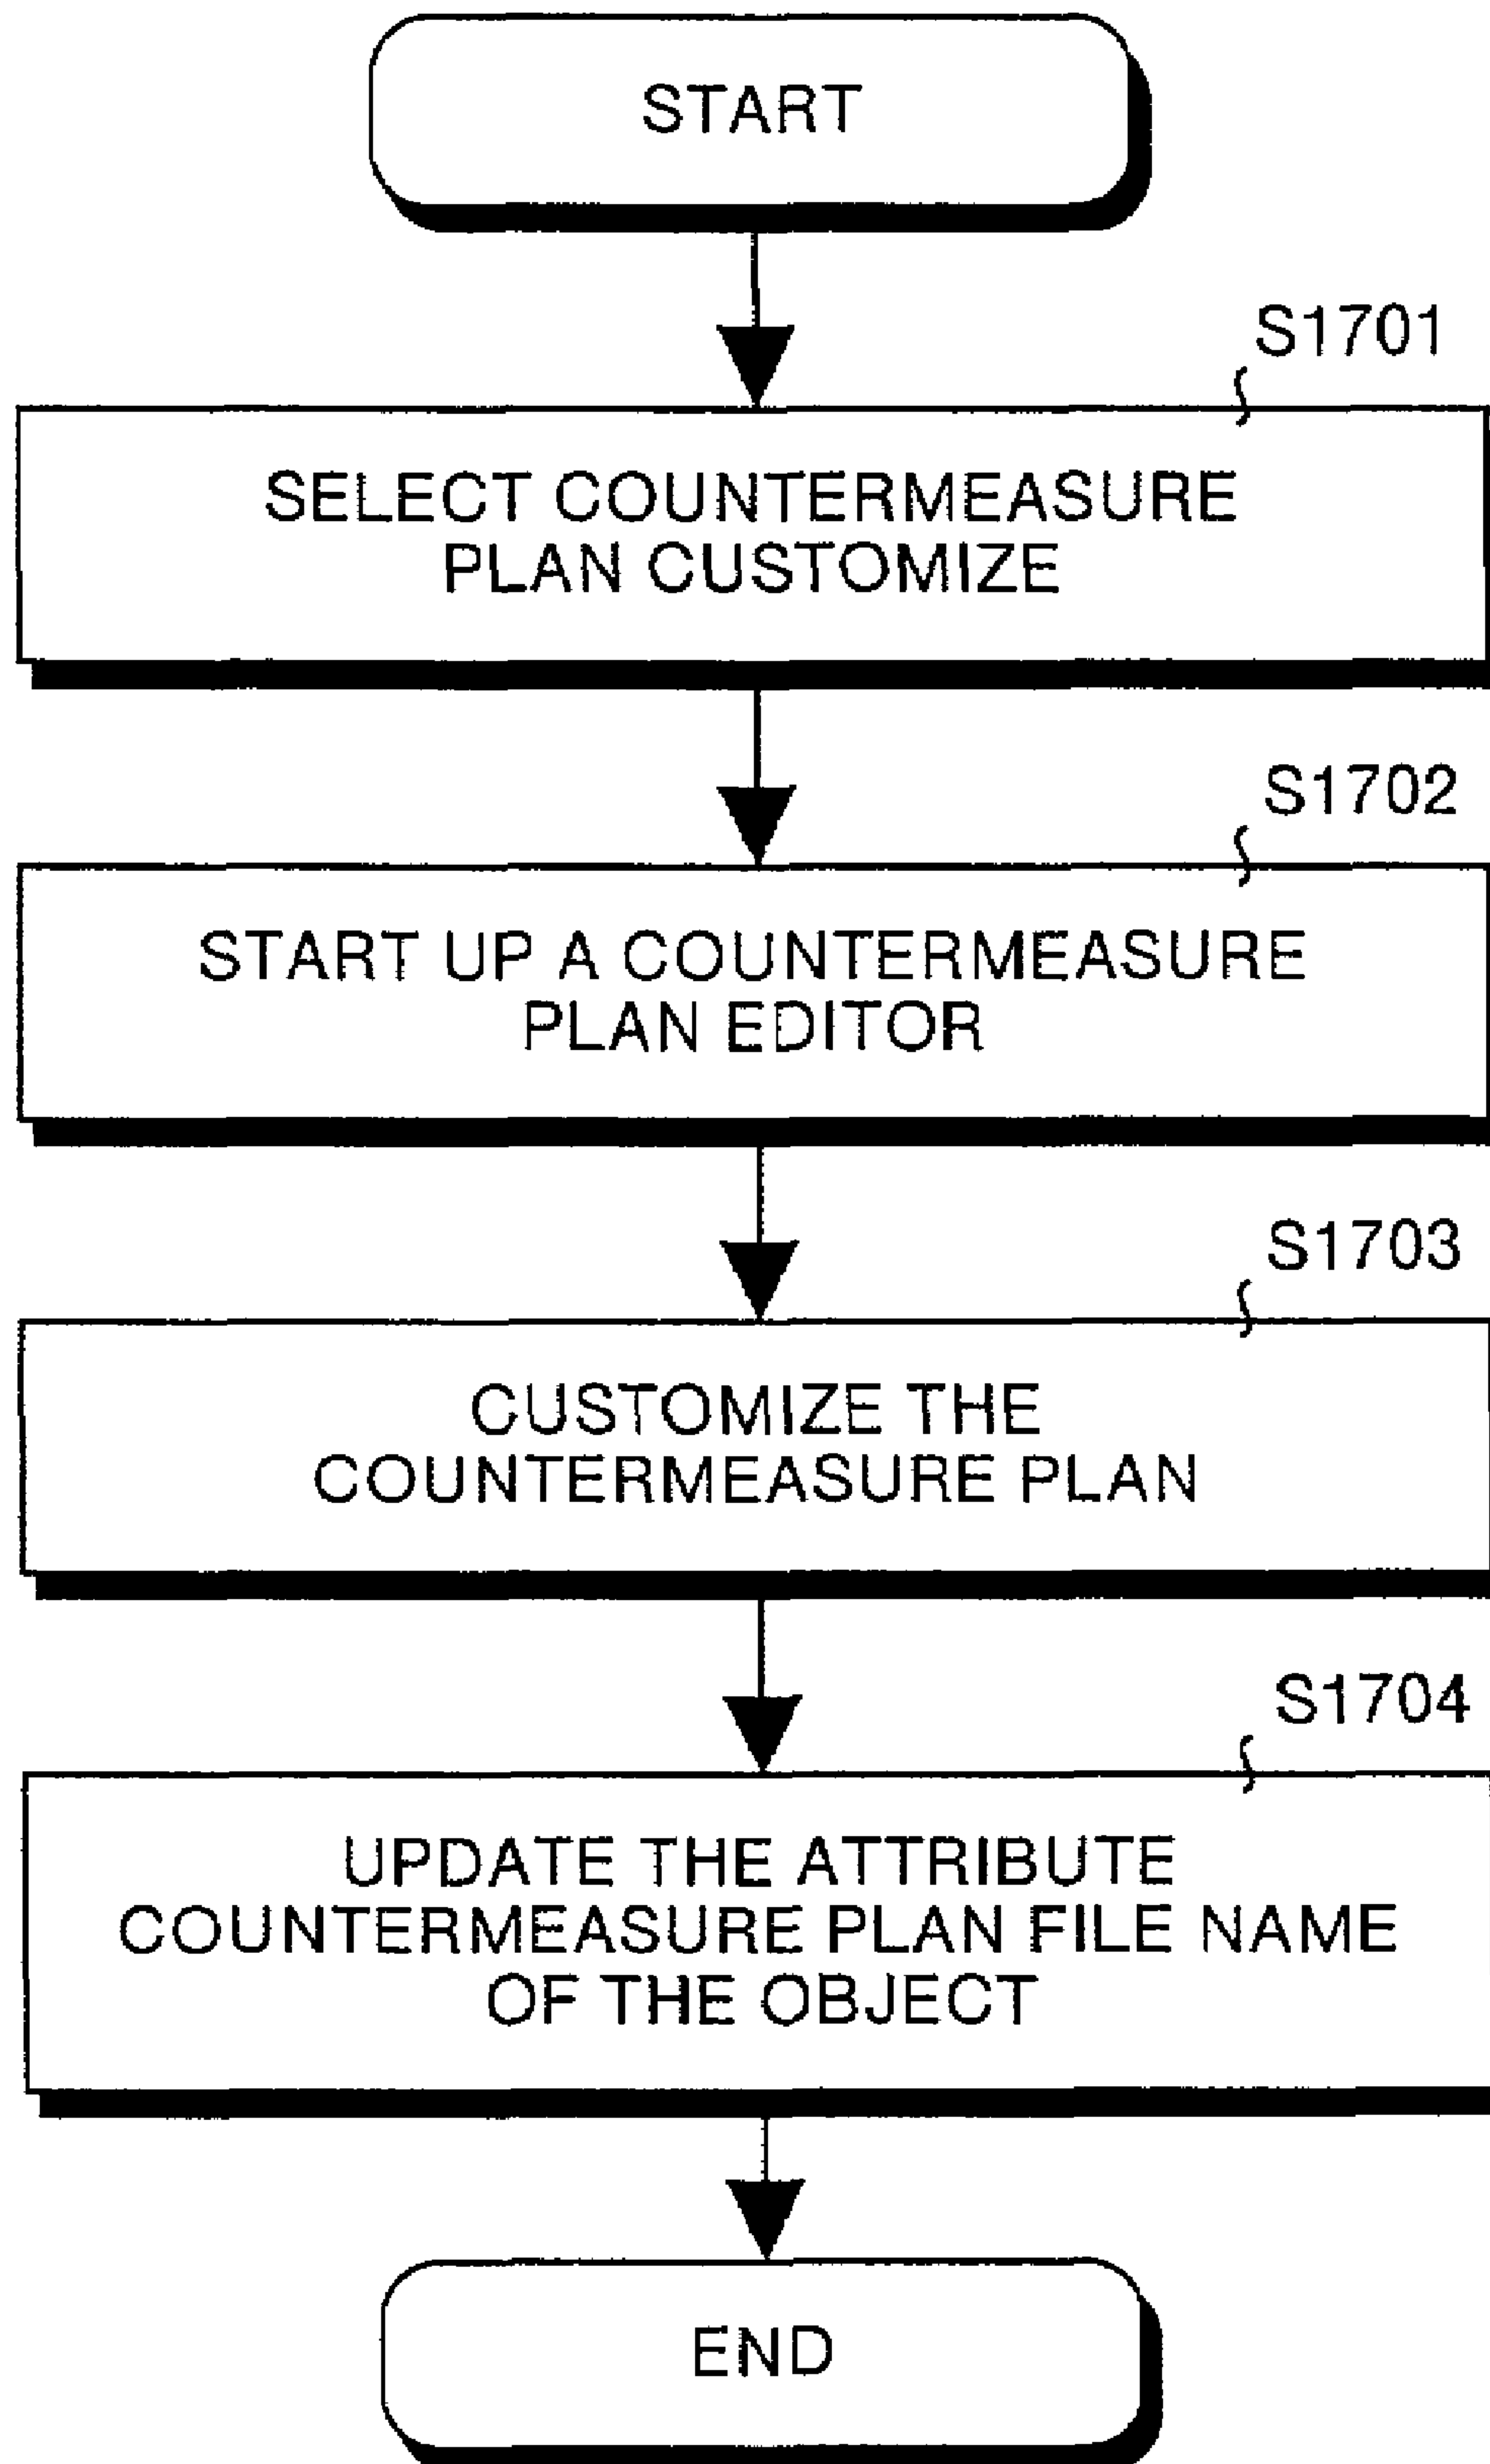 START
S1701
SELECT COUNTERMEASURE
PLAN CUSTOMIZE
S1702
START UP A COUNTERMEASURE
PLAN EDITOR
S1703
CUSTOMIZE THE
COUNTERMEASURE PLAN
S1704
UPDATE THE ATTRIBUTE
COUNTERMEASURE PLAN FILE NAME
OF THE OBJECT
END